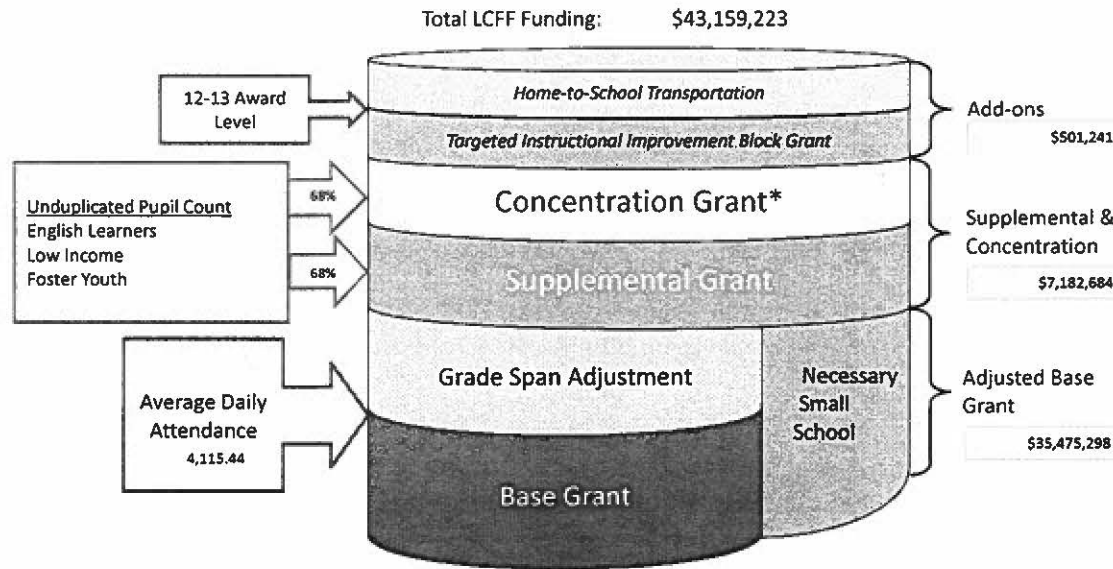 Total LCFF Funding: $43,159,223
Home-to-School Transportation
12-13 Award
Level
Targeted Instructional Improvement Block Grant
Add-ons
$501,241
Unduplicated Pupil Count
English Learners
Low Income
Foster Youth
68%
68%
Concentration Grant*
Supplemental Grant
Supplemental &
Concentration
$7,182,684
Average Daily
Attendance
4,115.44
Grade Span Adjustment
Base Grant
Necessary
Small
School
Adjusted Base
Grant
$35,475,298